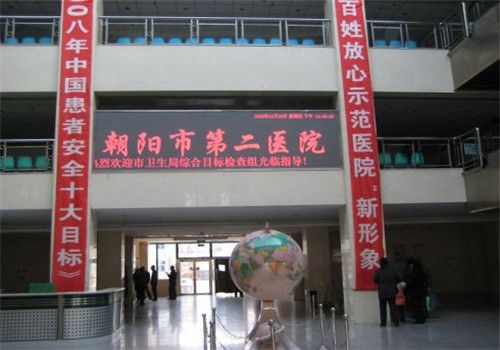 〇八年中国患者安全十大目标》
朝阳市第二医院
热烈欢迎市卫生局综合目标检查组光临指导!
百姓放心示范医院:新形象